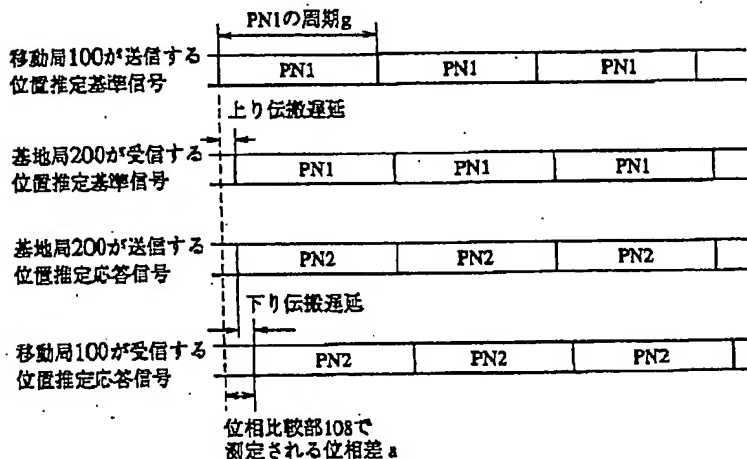 PN1の周期g
移動局100が送信する
位置推定基準信号
PN1 PN1 PN1
上り伝搬遅延
基地局200が受信する
位置推定基準信号
PN1 PN1 PN1
基地局200が送信する
位置推定応答信号
PN2 PN2 PN2
下り伝搬遅延
移動局100が受信する
位置推定応答信号
PN2 PN2 PN2
位相比較部108で
測定される位相差a